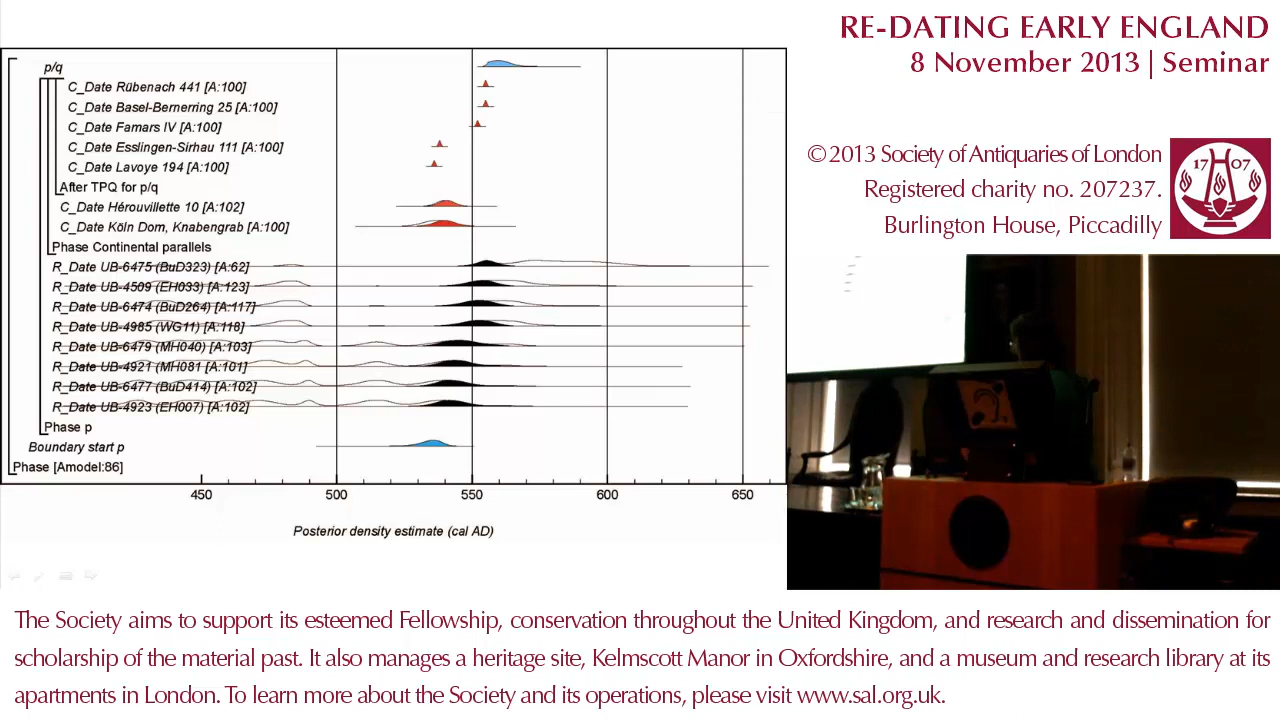 RE-DATING EARLY ENGLAND
8 November 2013 | Seminar
© 2013 Society of Antiquaries of London
Registered charity no. 207237.
Burlington House, Piccadilly
17 07
p/q
C_Date Rübenach 441 [A:100]
C_Date Basel-Bernerring 25 [A:100]
C_Date Famars IV [A:100]
C_Date Esslingen-Sirhau 111 [A:100]
C_Date Lavoye 194 [A:100]
After TPQ for p/q
C_Date Hérouvillette 10 [A:102]
C_Date Köln Dom, Knabengrab [A:100]
Phase Continental parallels
R_Date UB-6475 (BuD323) [A:62]
R_Date UB-4509 (EH033) [A:123]
R_Date UB-6474 (BuD264) [A:117]
R_Date UB-4985 (WG11) [A:118]
R_Date UB-6479 (MH040) [A:103]
R_Date UB-4921 (MH081 [A:101]
R_Date UB-6477 (BuD414) [A:102]
R_Date UB-4923 (EH007) [A:102]
Phase p
Boundary start p
Phase [Amodel:86]
450 500 550 600 650
Posterior density estimate (cal AD)
The Society aims to support its esteemed Fellowship, conservation throughout the United Kingdom, and research and dissemination for
scholarship of the material past. It also manages a heritage site, Kelmscott Manor in Oxfordshire, and a museum and research library at its
apartments in London. To learn more about the Society and its operations, please visit www.sal.org.uk.